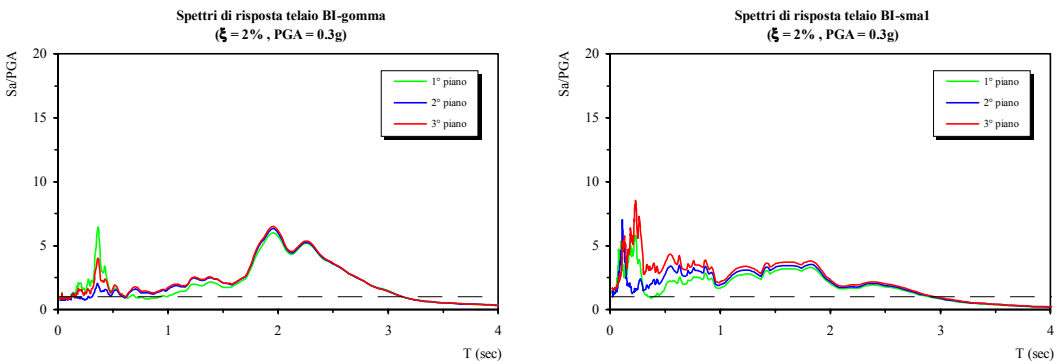 Spettri di risposta telaio BI-gomma
(ξ = 2% , PGA = 0.3g)
Sa/PGA
20
15
10
5
0
1° piano
2° piano
3° piano
0 1 2 3 4
T (sec)
Spettri di risposta telaio BI-sma1
(ξ = 2% , PGA = 0.3g)
Sa/PGA
20
15
10
5
0
1° piano
2° piano
3° piano
0 1 2 3 4
T (sec)